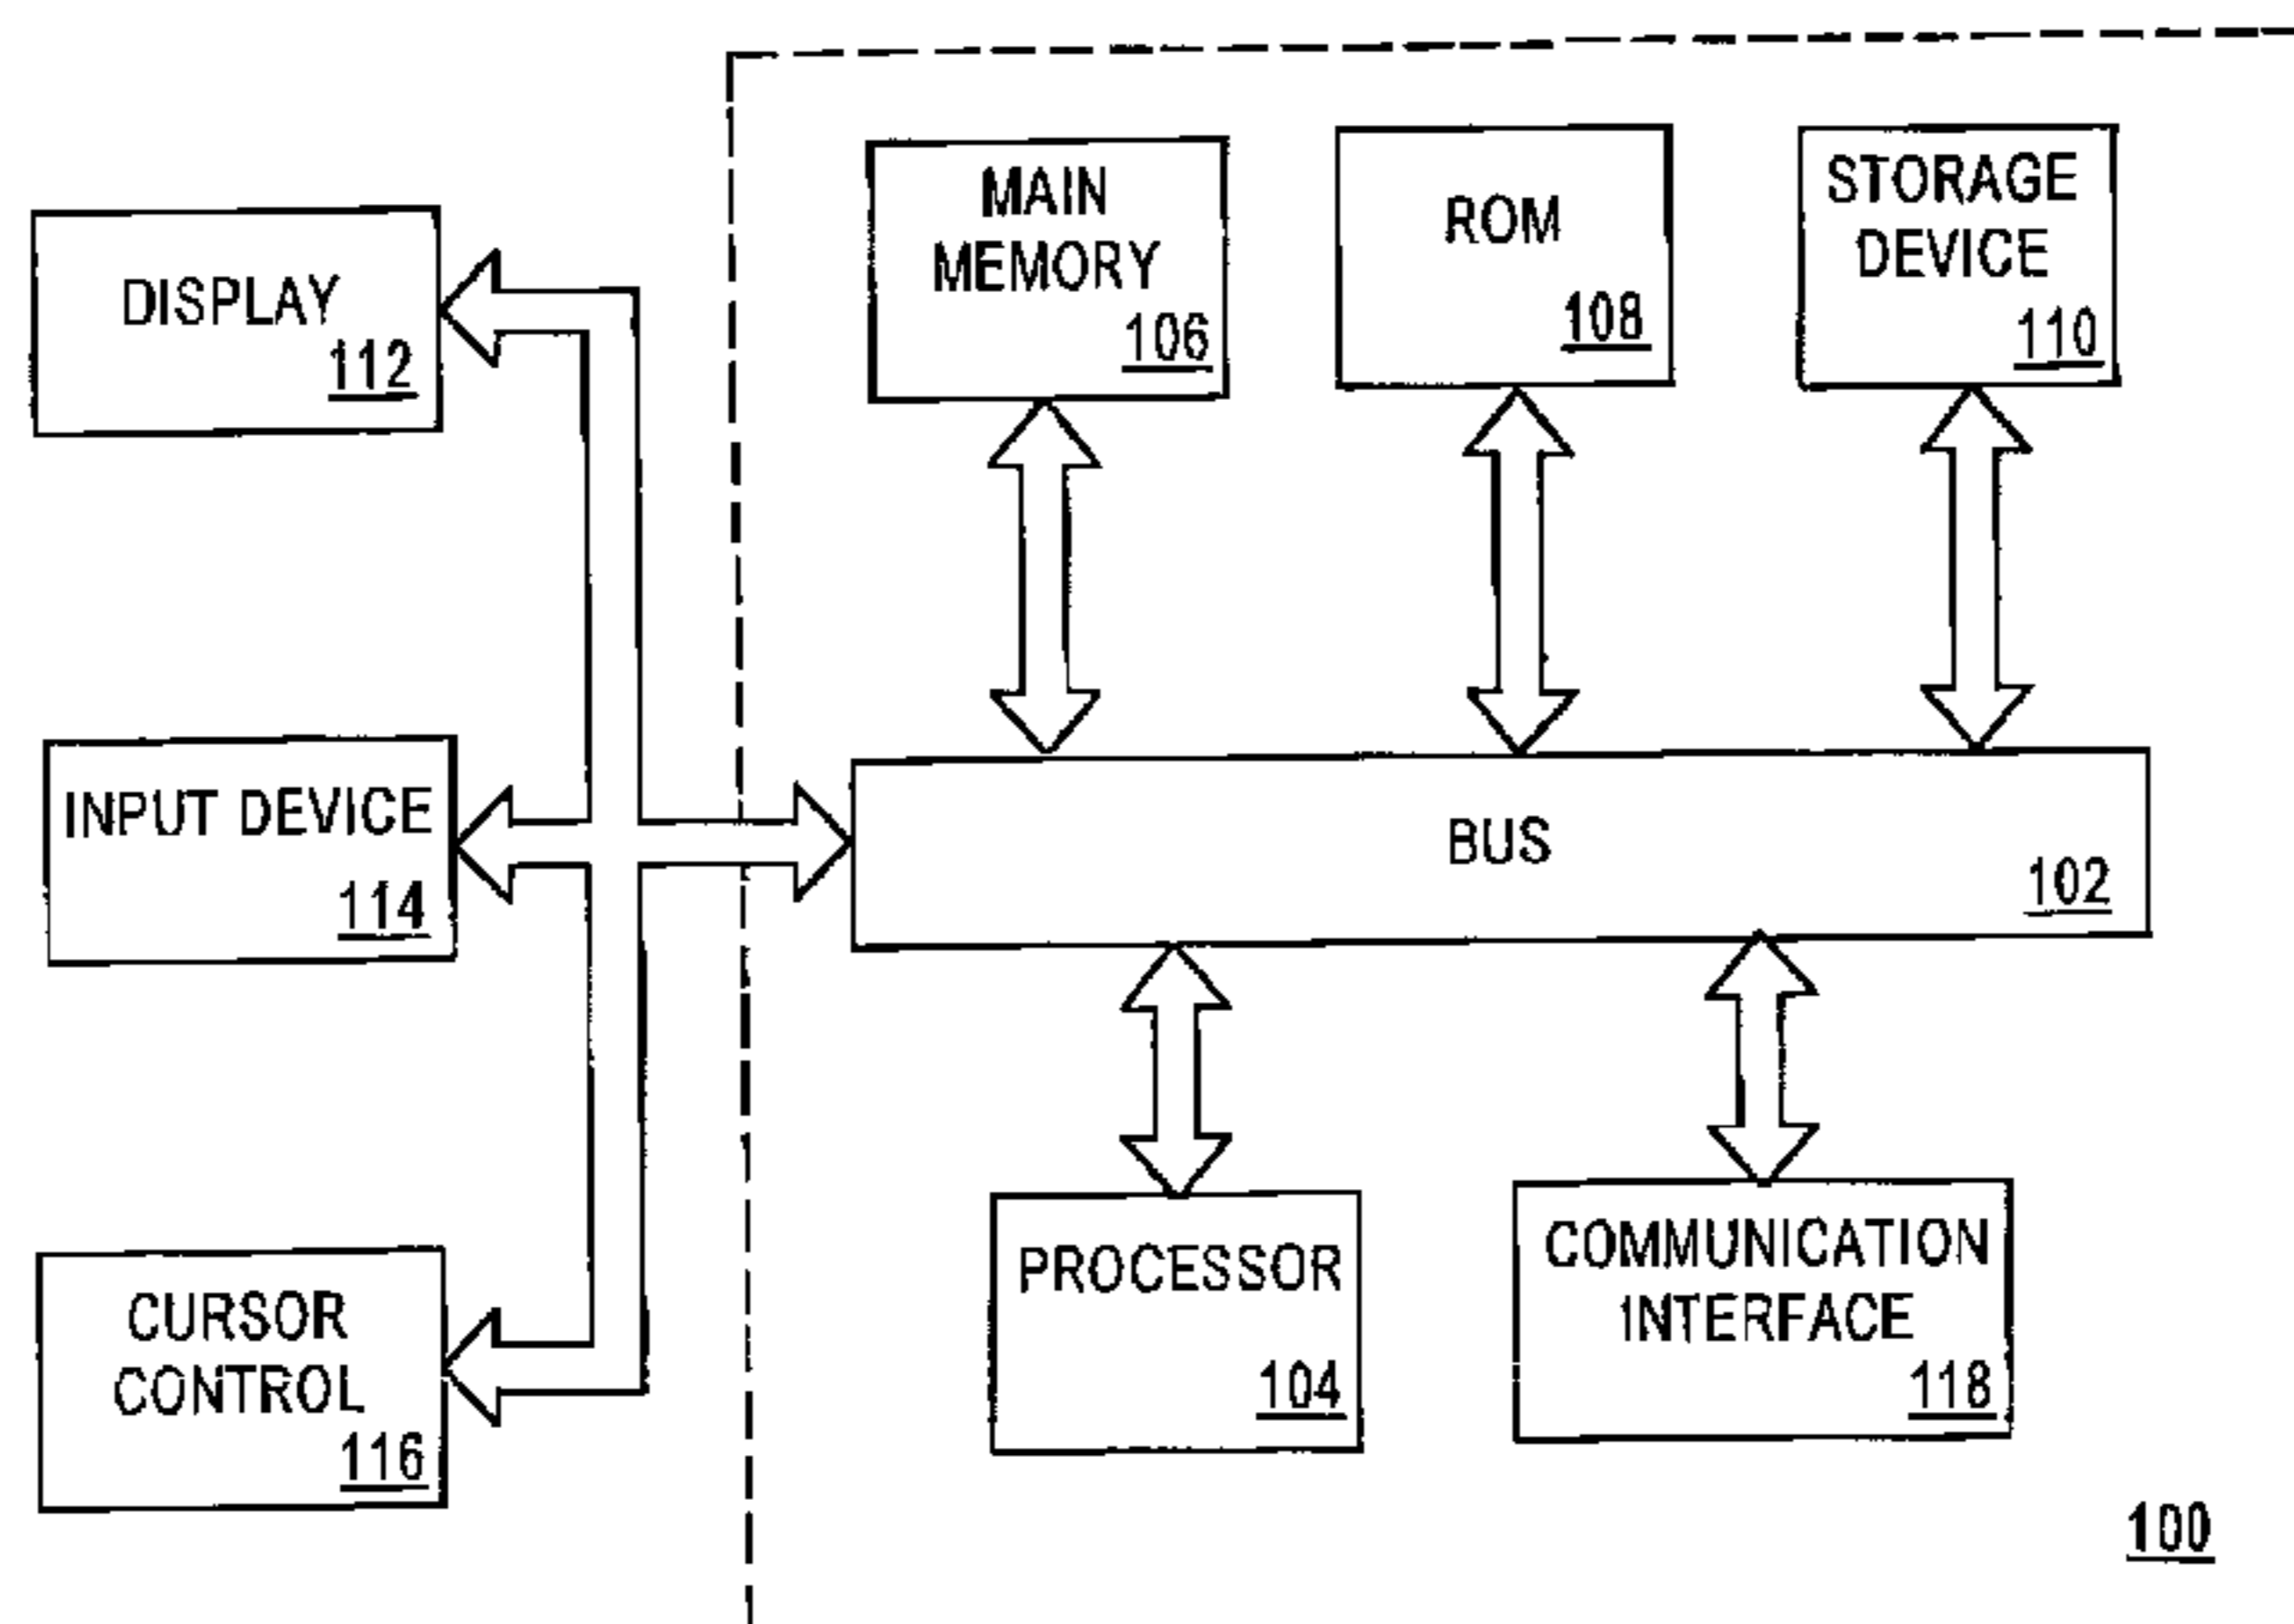 DISPLAY
112
INPUT DEVICE
114
CURSOR
CONTROL
116
MAIN
MEMORY
106
ROM
108
STORAGE
DEVICE
110
BUS
102
PROCESSOR
104
COMMUNICATION
INTERFACE
118
100